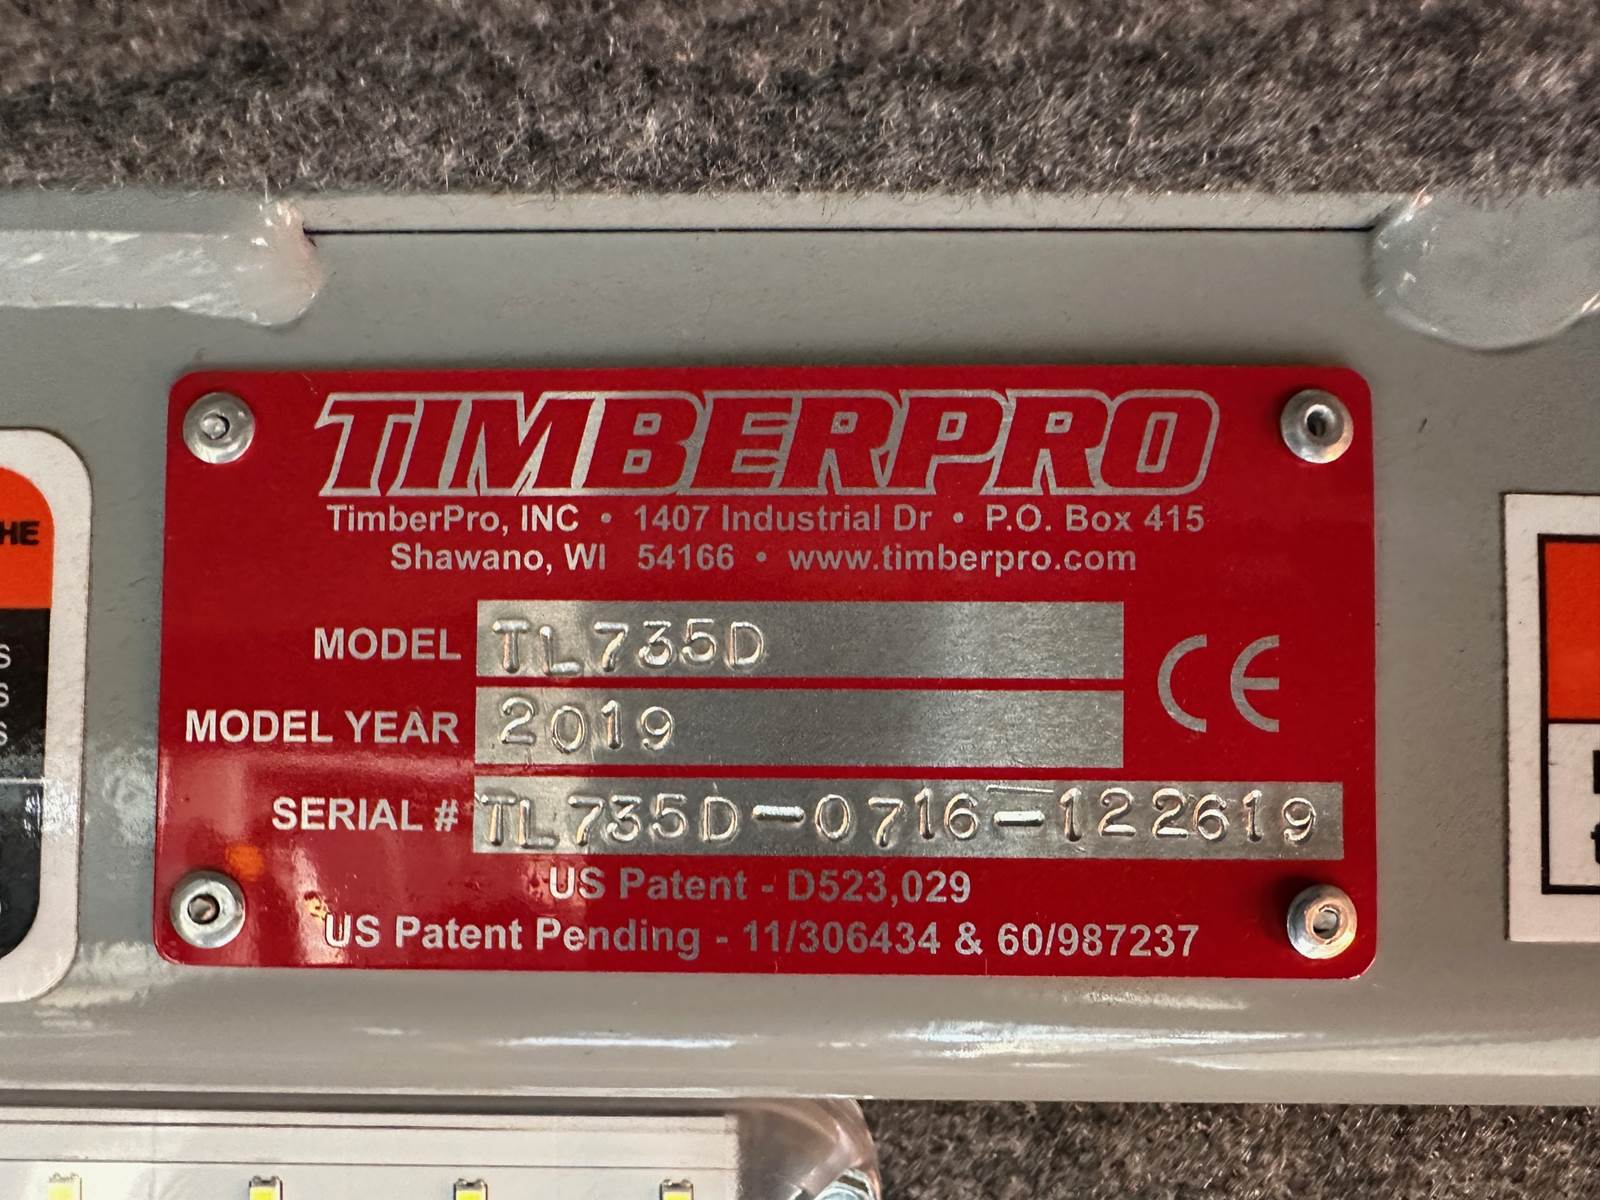 TIMBERPRO
TimberPro, INC • 1407 Industrial Dr • P.O. Box 415
Shawano, WI 54166 • www.timberpro.com
MODEL TL735D
MODEL YEAR 2019
CE
SERIAL # TL735D-0716-122619
US Patent - D523,029
US Patent Pending - 11/306434 & 60/987237
HE
S
S
S